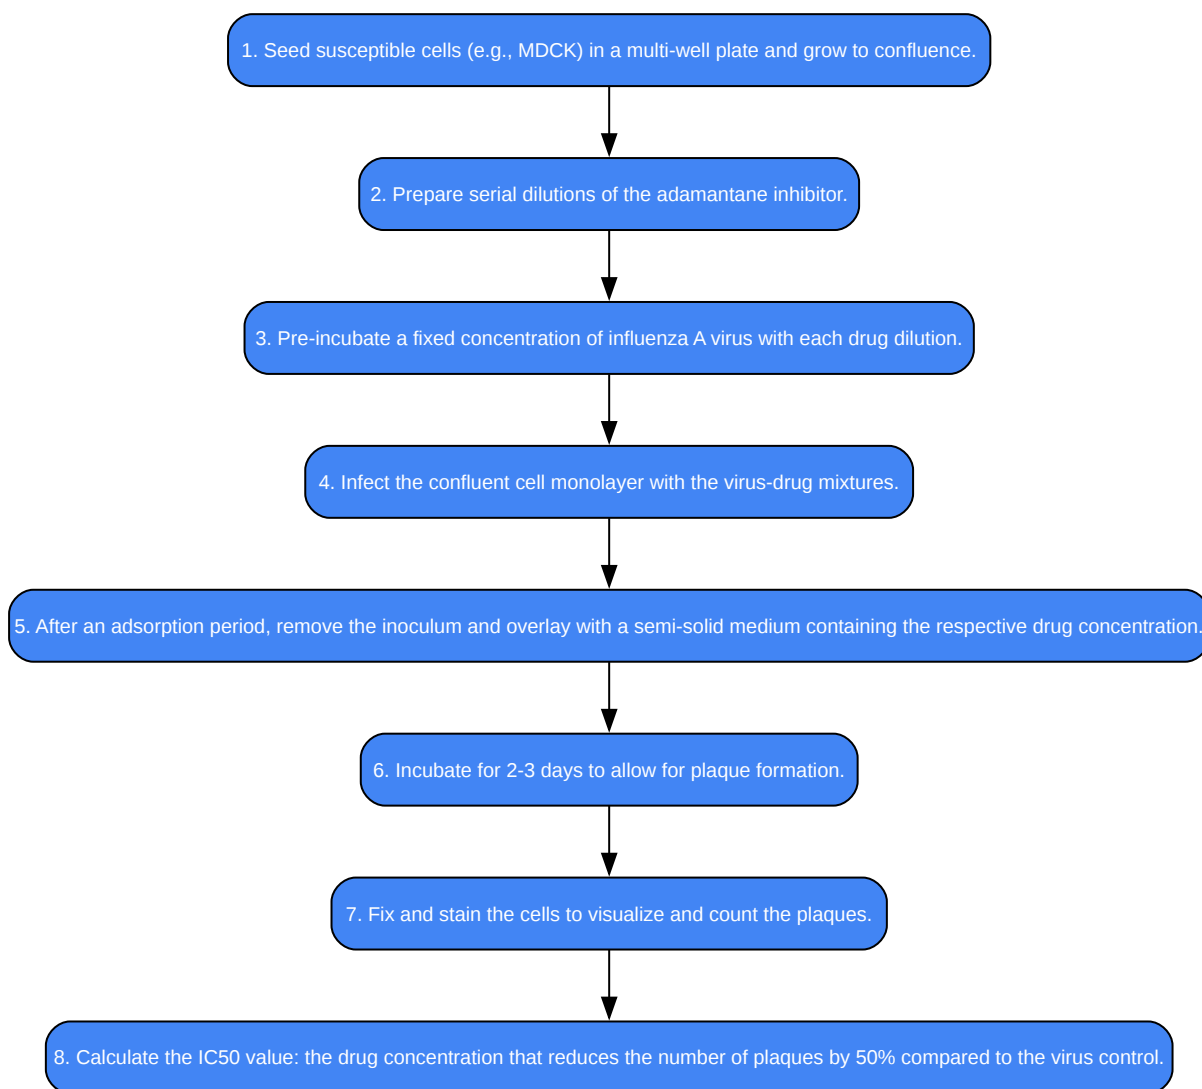 1. Seed susceptible cells (e.g., MDCK) in a multi-well plate and grow to confluence.
2. Prepare serial dilutions of the adamantane inhibitor.
3. Pre-incubate a fixed concentration of influenza A virus with each drug dilution.
4. Infect the confluent cell monolayer with the virus-drug mixtures.
5. After an adsorption period, remove the inoculum and overlay with a semi-solid medium containing the respective drug concentration.
6. Incubate for 2-3 days to allow for plaque formation.
7. Fix and stain the cells to visualize and count the plaques.
8. Calculate the IC50 value: the drug concentration that reduces the number of plaques by 50% compared to the virus control.